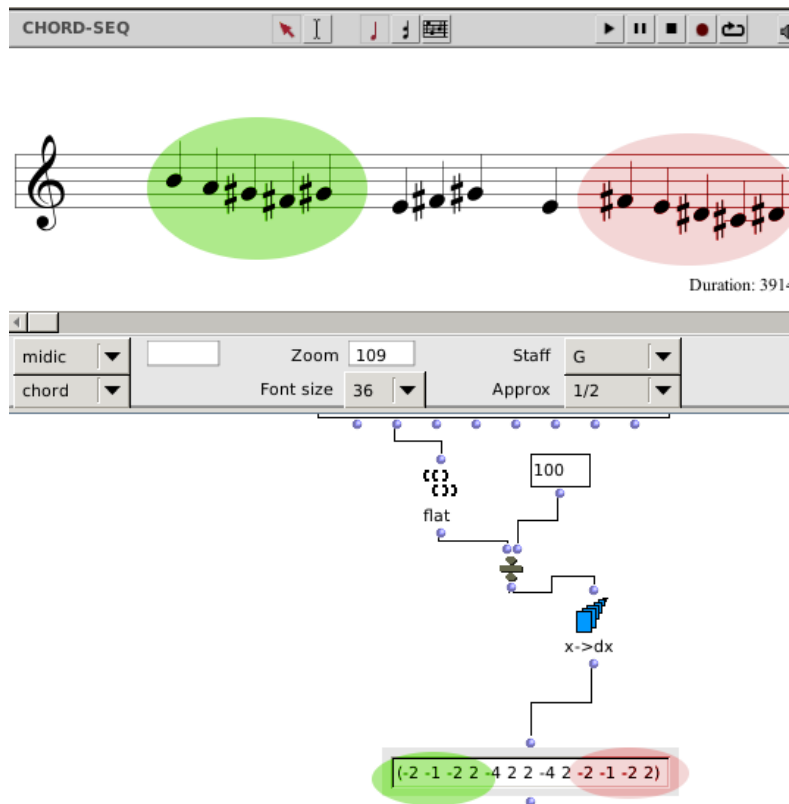 CHORD-SEQ
Duration: 3914
midic Zoom 109 Staff G
chord Font size 36 Approx 1/2
100
flat
x->dx
(-2 -1 -2 2 -4 2 2 -4 2 -2 -1 -2 2)